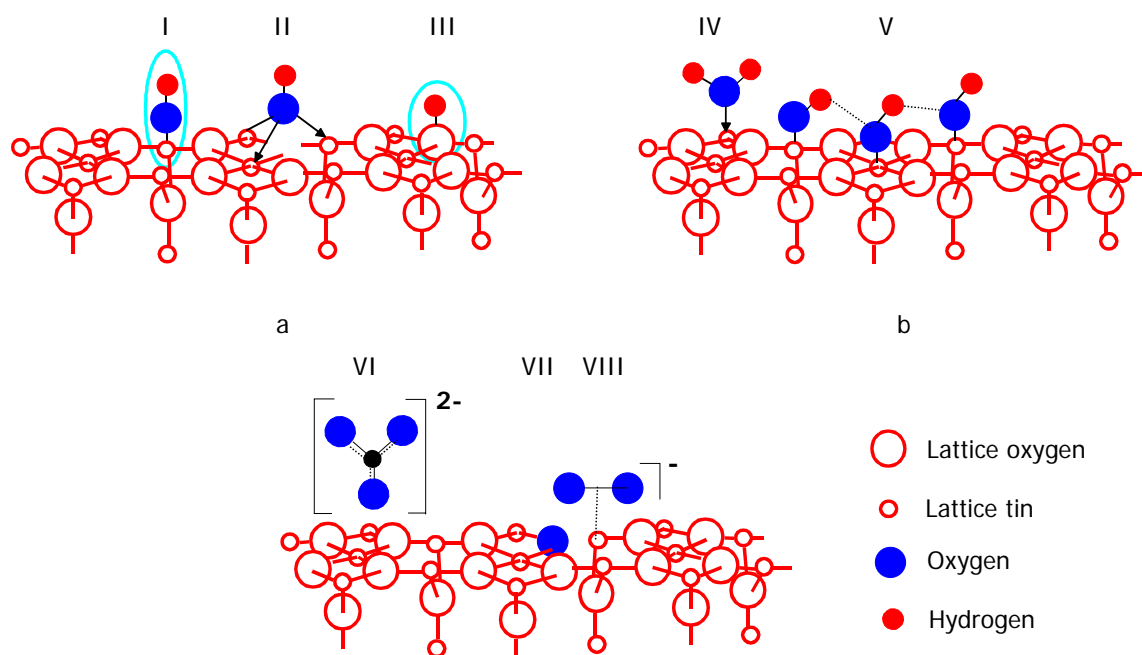 I II III IV V
a b
VI VII VIII
2-
-
Lattice oxygen
Lattice tin
Oxygen
Hydrogen